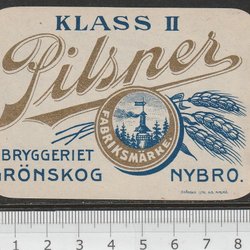 KLASS II
Pilsner
FABRIKSMÄRKE.
BRYGGERIET
GRÖNSKOG NYBRO.